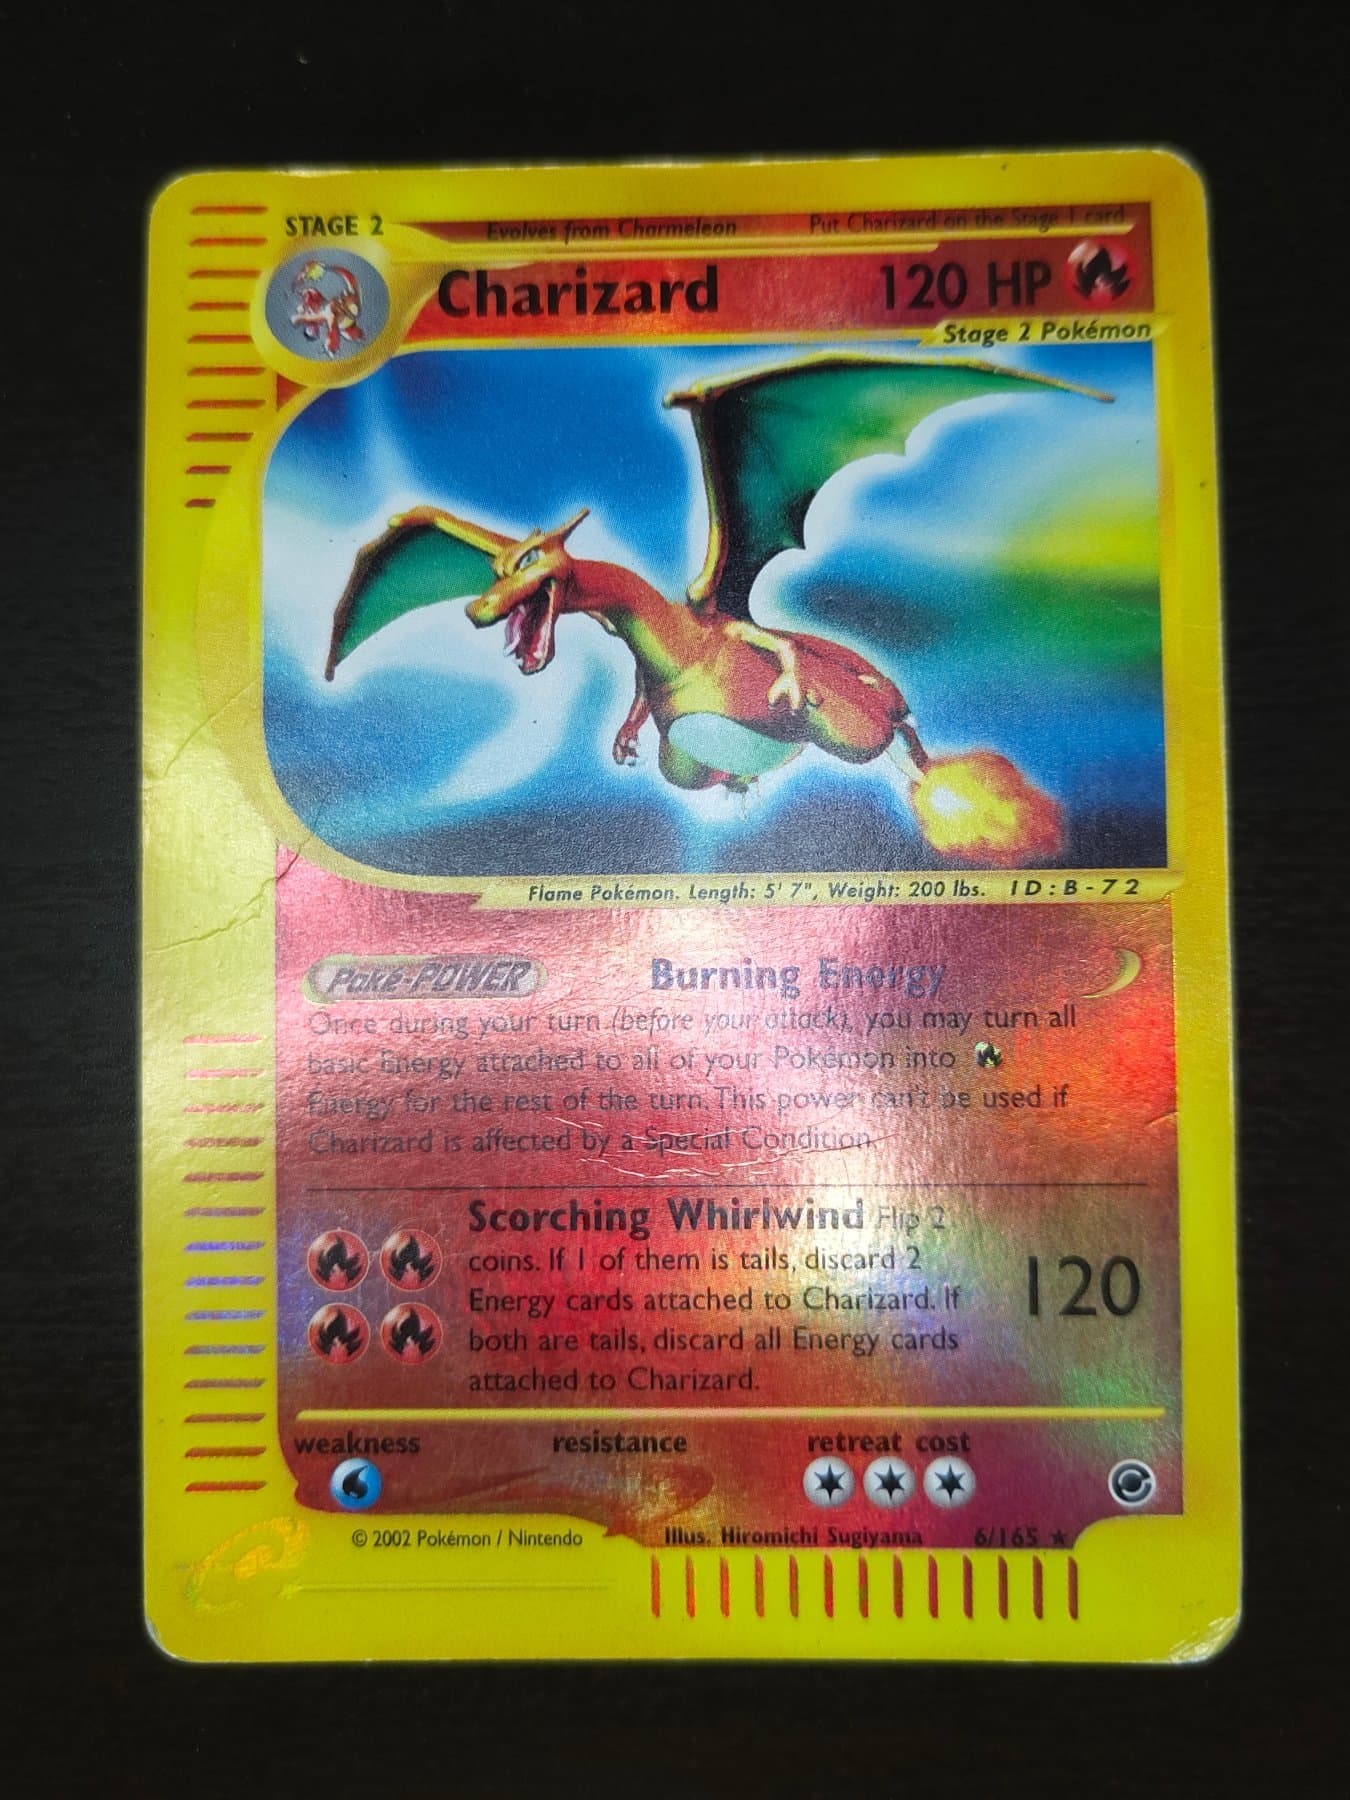 STAGE 2 Evolves from Charmeleon Put Charizard on the Stage 1 card
Charizard 120 HP
Stage 2 Pokémon
Flame Pokémon. Length: 5' 7", Weight: 200 lbs. ID:B-72
Poké-POWER Burning Energy
Once during your turn (before your attack), you may turn all
basic Energy attached to all of your Pokémon into
Energy for the rest of the turn. This power can't be used if
Charizard is affected by a Special Condition.
Scorching Whirlwind Flip 2
coins. If 1 of them is tails, discard 2
Energy cards attached to Charizard. If
both are tails, discard all Energy cards
attached to Charizard.
120
weakness resistance retreat cost
© 2002 Pokémon / Nintendo Illus. Hiromichi Sugiyama 6/165 ★